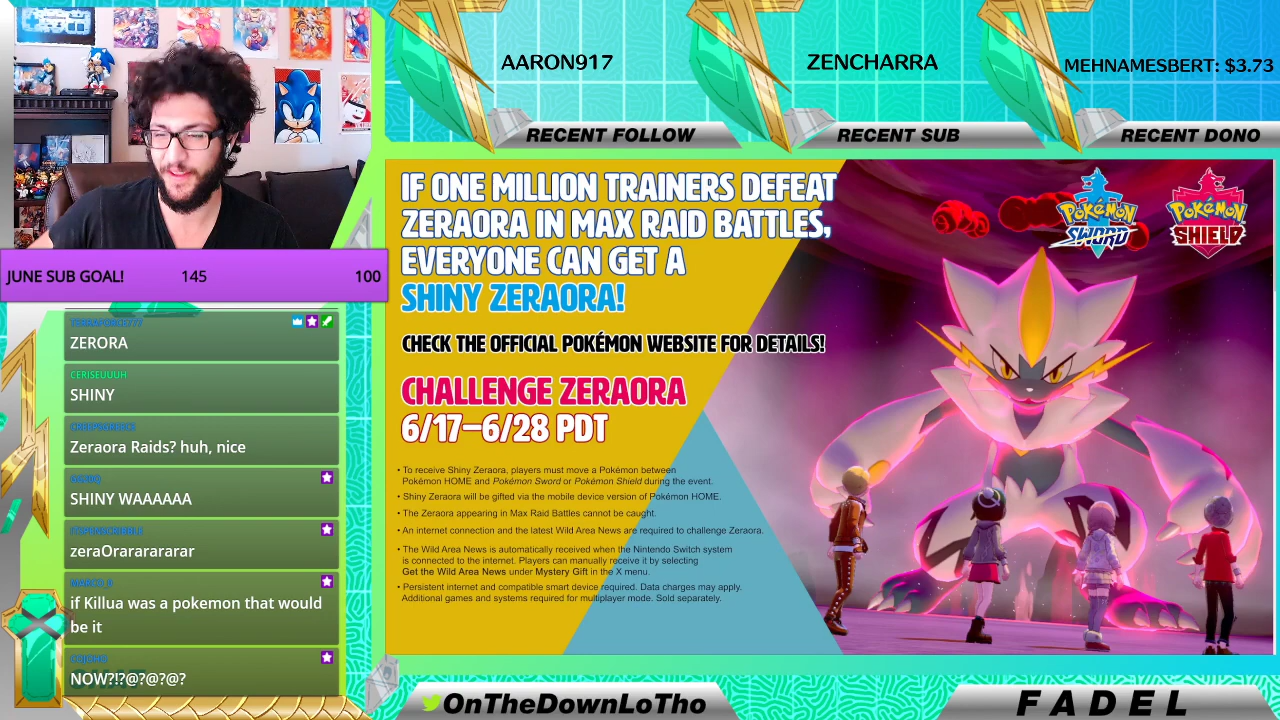 AARON917
ZENCHARRA
MEHNAMESBERT: $3.73
RECENT FOLLOW
RECENT SUB
RECENT DONO
IF ONE MILLION TRAINERS DEFEAT
ZERAORA IN MAX RAID BATTLES,
EVERYONE CAN GET A
SHINY ZERAORA!
CHECK THE OFFICIAL POKÉMON WEBSITE FOR DETAILS!
CHALLENGE ZERAORA
6/17–6/28 PDT
• To receive Shiny Zeraora, players must move a Pokémon between
Pokémon HOME and Pokémon Sword or Pokémon Shield during the event.
• Shiny Zeraora will be gifted via the mobile device version of Pokémon HOME.
• The Zeraora appearing in Max Raid Battles cannot be caught.
• An internet connection and the latest Wild Area News are required to challenge Zeraora.
• The Wild Area News is automatically received when the Nintendo Switch system
is connected to the internet. Players can manually receive it by selecting
Get the Wild Area News under Mystery Gift in the X menu.
• Persistent internet and compatible smart device required. Data charges may apply.
Additional games and systems required for multiplayer mode. Sold separately.
POKÉMON
SWORD
POKÉMON
SHIELD
JUNE SUB GOAL! 145 100
ZERORA
CERISEUUUH
SHINY
Zeraora Raids? huh, nice
SHINY WAAAAAA
zeraOrararararar
MARCO_
if Killua was a pokemon that would
be it
NOW?!?@?@?@?
OnTheDownLoTho
FADEL